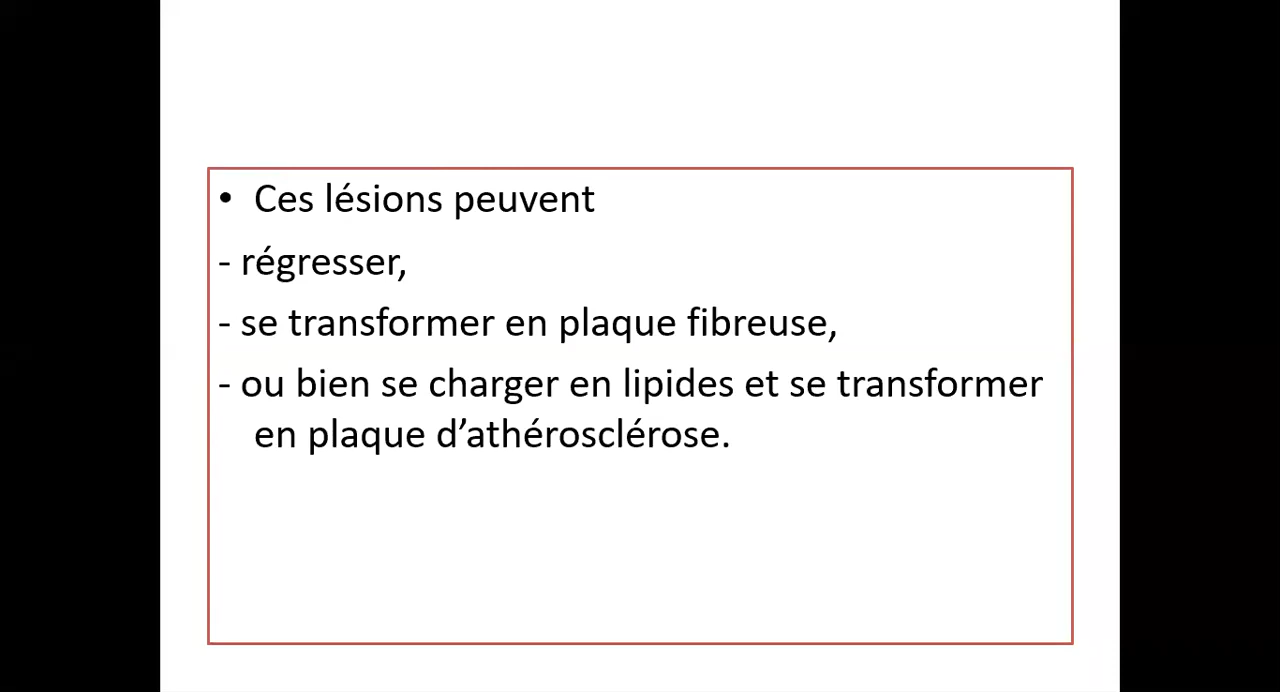 • Ces lésions peuvent
- régresser,
- se transformer en plaque fibreuse,
- ou bien se charger en lipides et se transformer
en plaque d’athérosclérose.